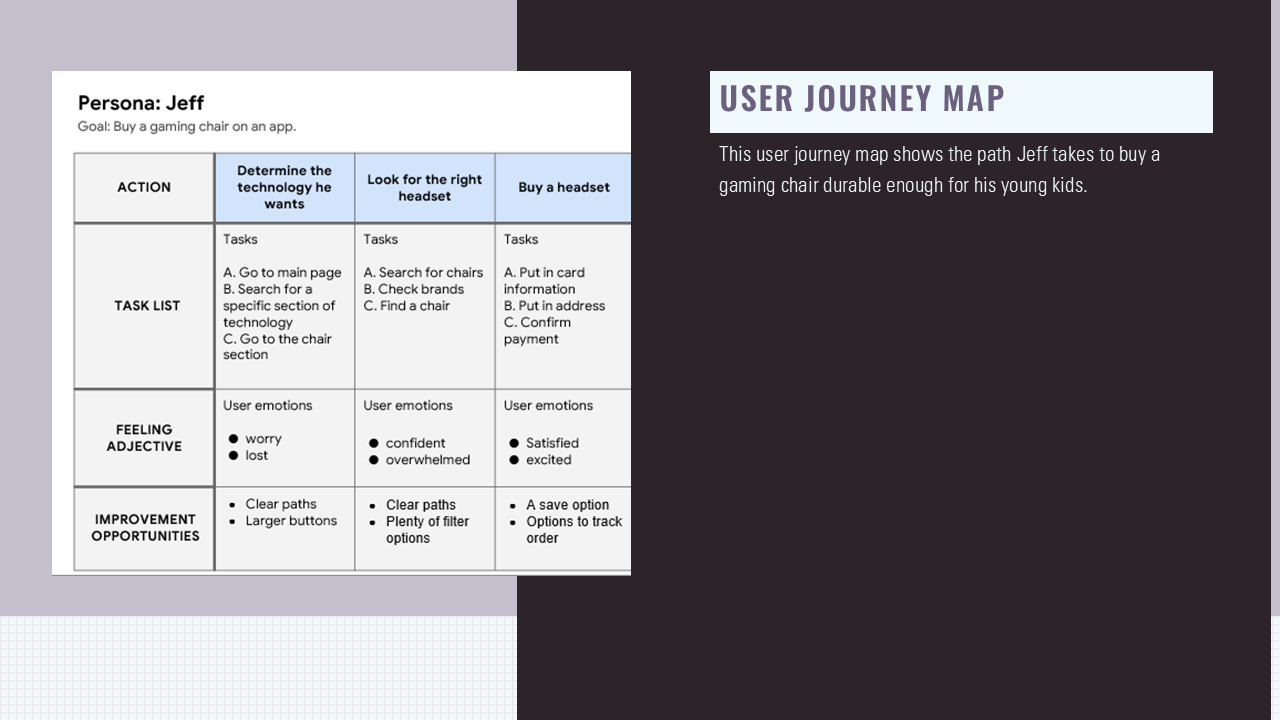 Persona: Jeff
Goal: Buy a gaming chair on an app.
ACTION
Determine the
technology he
wants
Look for the right
headset
Buy a headset
TASK LIST
Tasks
A. Go to main page
B. Search for a
specific section of
technology
C. Go to the chair
section
Tasks
A. Search for chairs
B. Check brands
C. Find a chair
Tasks
A. Put in card
information
B. Put in address
C. Confirm
payment
FEELING
ADJECTIVE
User emotions
● worry
● lost
User emotions
● confident
● overwhelmed
User emotions
● Satisfied
● excited
IMPROVEMENT
OPPORTUNITIES
• Clear paths
• Larger buttons
• Clear paths
• Plenty of filter
options
• A save option
• Options to track
order
USER JOURNEY MAP
This user journey map shows the path Jeff takes to buy a
gaming chair durable enough for his young kids.